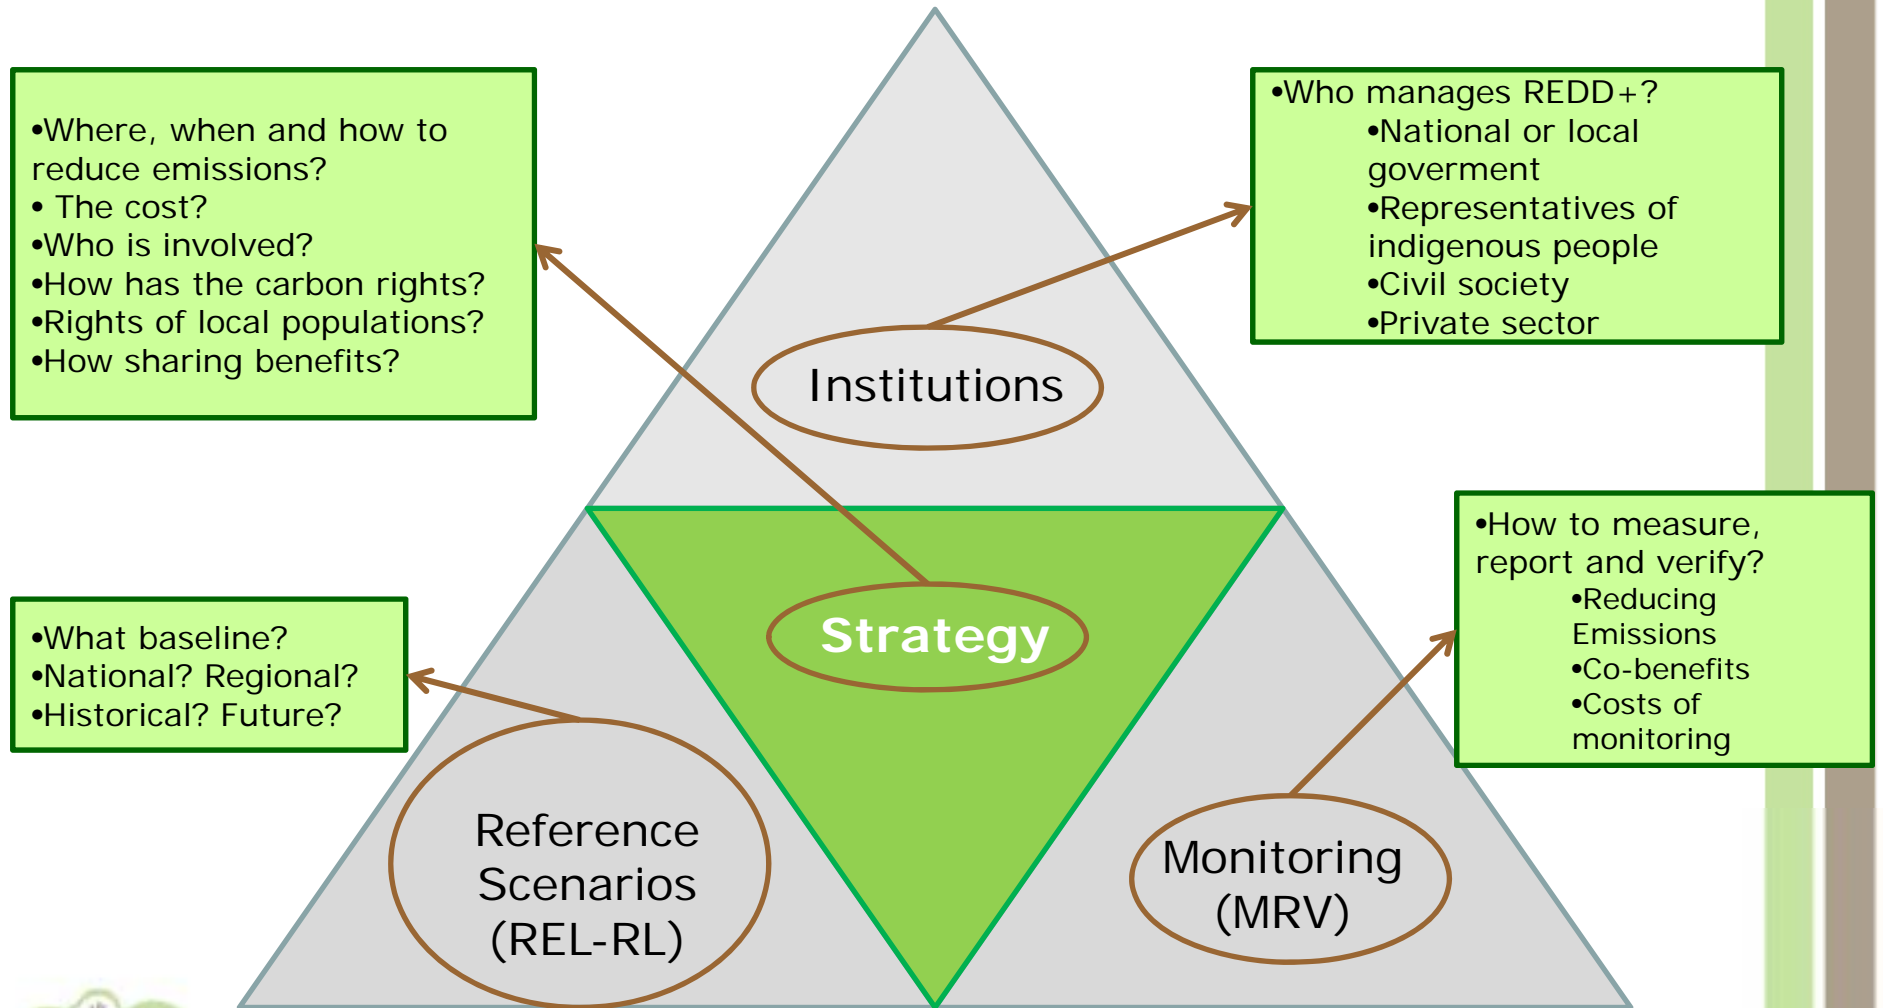 •Where, when and how to
reduce emissions?
• The cost?
•Who is involved?
•How has the carbon rights?
•Rights of local populations?
•How sharing benefits?
•Who manages REDD+?
•National or local
goverment
•Representatives of
indigenous people
•Civil society
•Private sector
Institutions
•How to measure,
report and verify?
•Reducing
Emissions
•Co-benefits
•Costs of
monitoring
Strategy
•What baseline?
•National? Regional?
•Historical? Future?
Reference
Scenarios
(REL-RL)
Monitoring
(MRV)